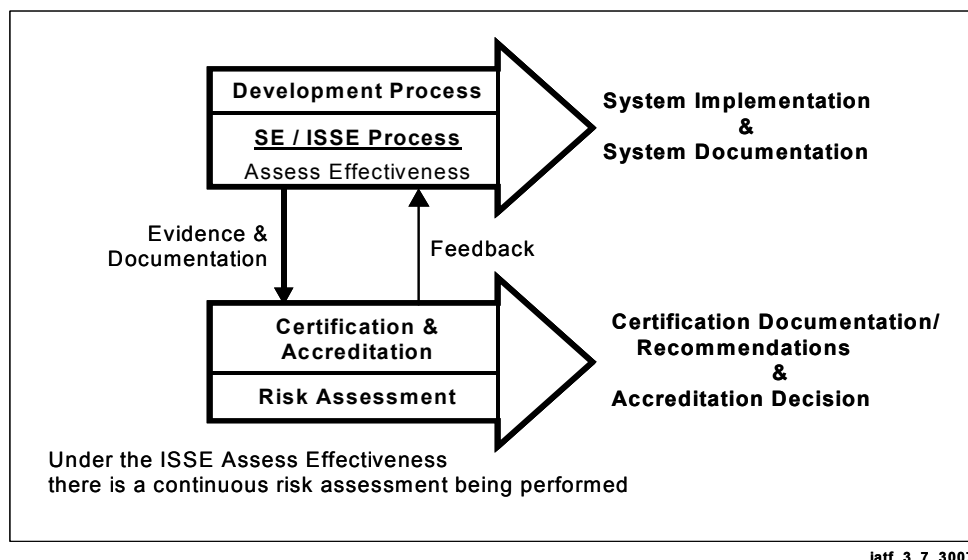 Development Process
SE / ISSE Process
Assess Effectiveness
System Implementation
&
System Documentation
Evidence &
Documentation
Feedback
Certification &
Accreditation
Risk Assessment
Certification Documentation/
Recommendations
&
Accreditation Decision
Under the ISSE Assess Effectiveness
there is a continuous risk assessment being performed